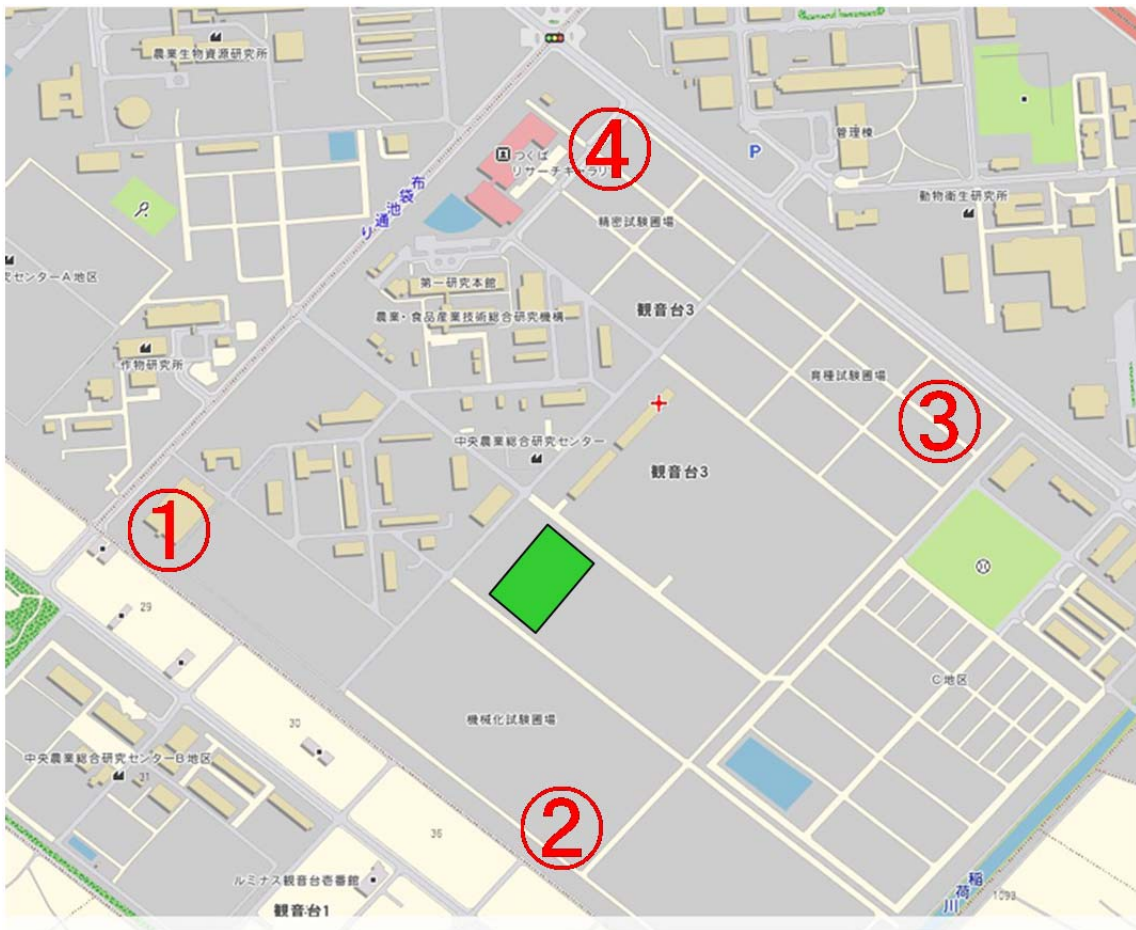 農業生物資源研究所
管理棟
P
④
つくば
リサーチギャラリ
動物衛生研究所
布袋池通り
精密試験圃場
究センターA地区
第一研究本館
農業・食品産業技術総合研究機構
観音台3
作物研究所
育種試験圃場
③
中央農業総合研究センター
観音台3
①
29
C地区
30
機械化試験圃場
中央農業総合研究センターB地区
31
②
36
ルミナス観音台壱番館
観音台1
稲荷川
1093